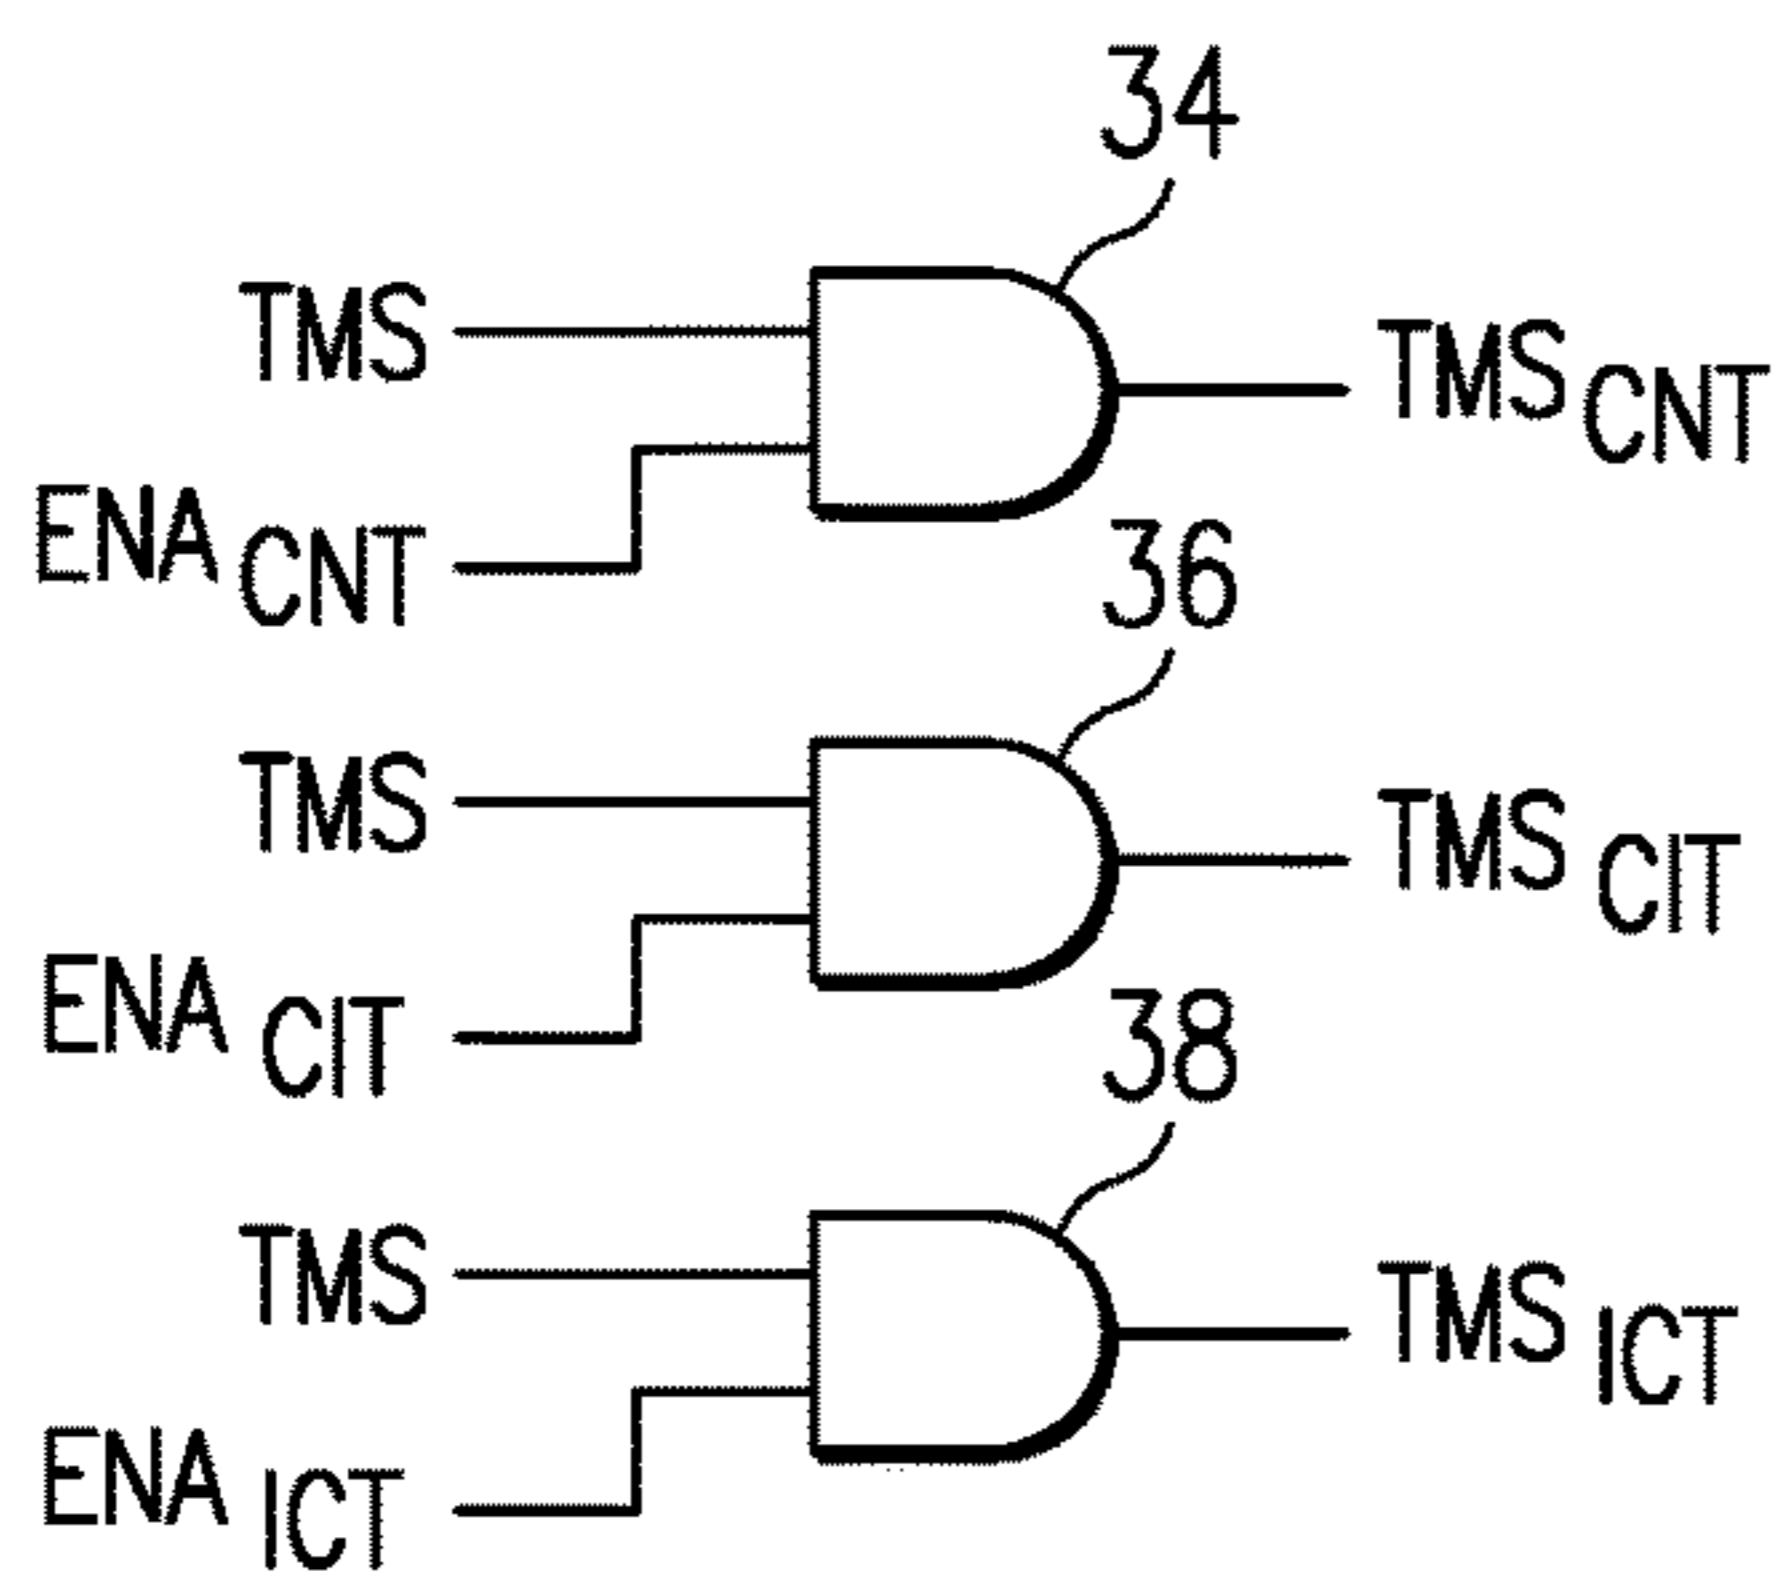 34
TMS
TMS CNT
ENA CNT
36
TMS
TMS CIT
ENA CIT
38
TMS
TMS ICT
ENA ICT